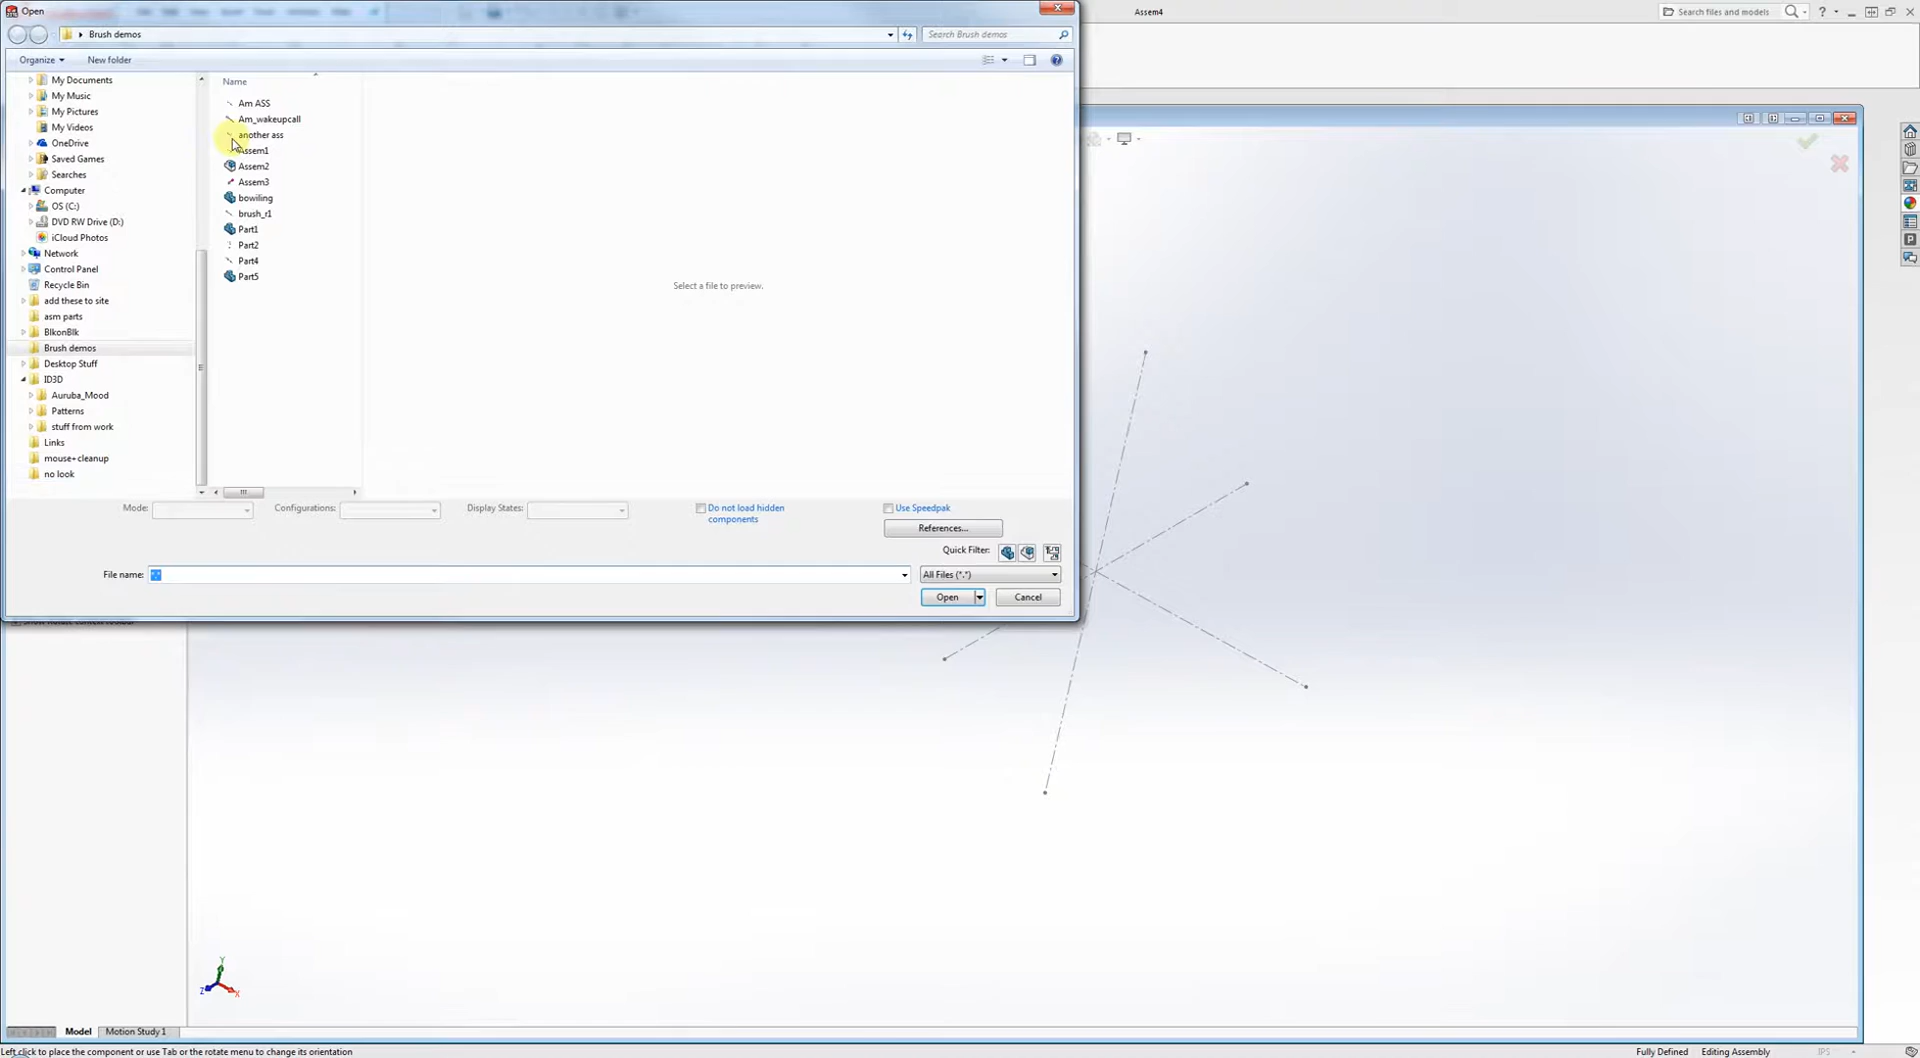 Open
Assem4
Search files and models
Brush demos
Search Brush demos
Organize
New folder
My Documents
My Music
My Pictures
My Videos
OneDrive
Saved Games
Searches
Computer
OS (C:)
DVD RW Drive (D:)
iCloud Photos
Network
Control Panel
Recycle Bin
add these to site
asm parts
BlkonBlk
Brush demos
Desktop Stuff
ID3D
Auruba_Mood
Patterns
stuff from work
Links
mouse+cleanup
no look
Name
Am ASS
Am_wakeupcall
another ass
Assem1
Assem2
Assem3
bowiling
brush_r1
Part1
Part2
Part4
Part5
Select a file to preview.
Mode:
Configurations:
Display States:
Do not load hidden
components
Use Speedpak
References...
Quick Filter:
File name: *.*
All Files (*.*)
Open
Cancel
Y
Z
X
Model
Motion Study 1
Left click to place the component or use Tab or the rotate menu to change its orientation
Fully Defined
Editing Assembly
IPS